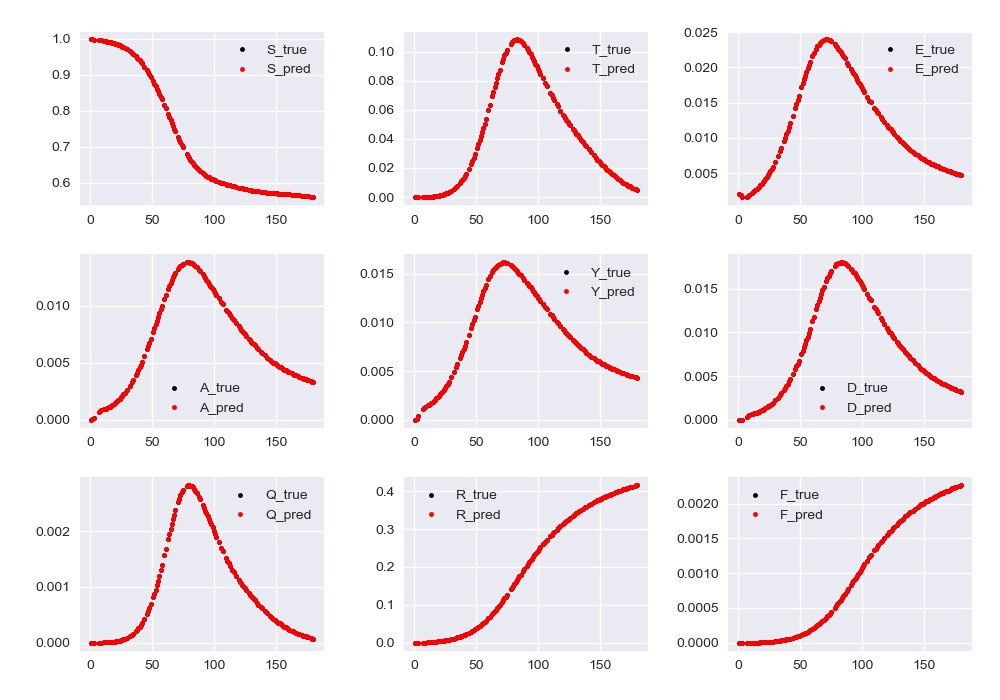 1.0
0.9
0.8
0.7
0.6
0 50 100 150
S_true
S_pred
0.10
0.08
0.06
0.04
0.02
0.00
0 50 100 150
T_true
T_pred
0.025
0.020
0.015
0.010
0.005
0 50 100 150
E_true
E_pred
0.010
0.005
0.000
0 50 100 150
A_true
A_pred
0.015
0.010
0.005
0.000
0 50 100 150
Y_true
Y_pred
0.015
0.010
0.005
0.000
0 50 100 150
D_true
D_pred
0.002
0.001
0.000
0 50 100 150
Q_true
Q_pred
0.4
0.3
0.2
0.1
0.0
0 50 100 150
R_true
R_pred
0.0020
0.0015
0.0010
0.0005
0.0000
0 50 100 150
F_true
F_pred